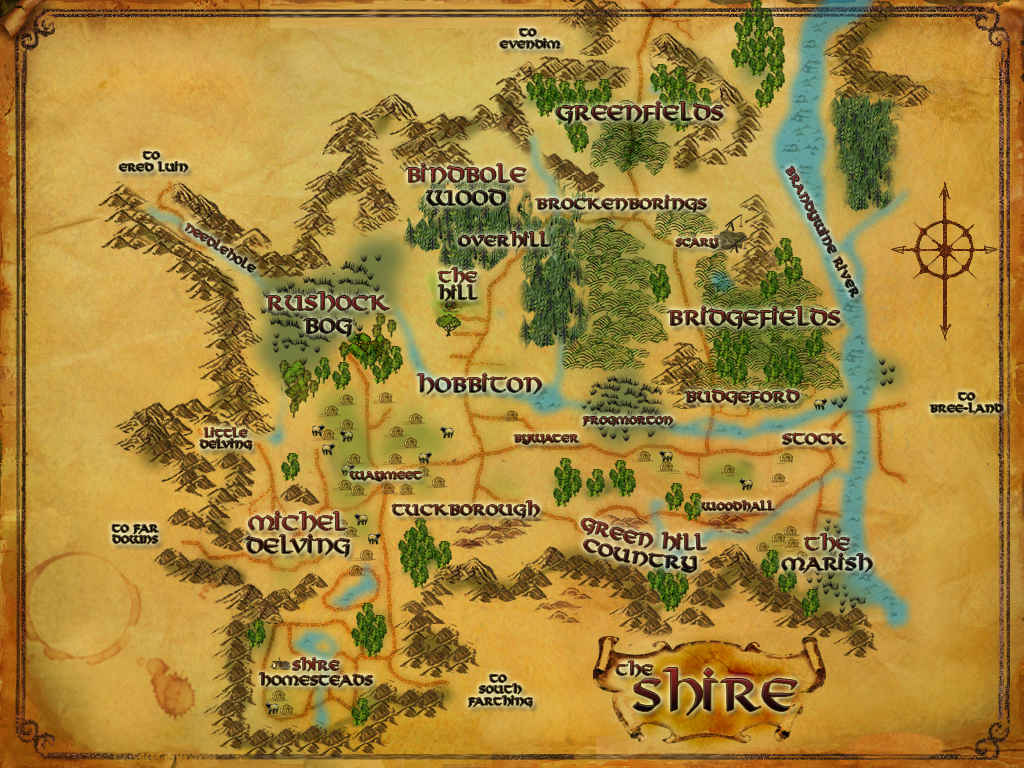 TO
EVENDIM
GREENFIELDS
TO
ERED LUIN
BINDBOLE
WOOD
BROCKENBORINGS
BRANDYWINE RIVER
NEEDLEHOLE
OVERHILL
SCARY
THE
HILL
RUSHOCK
BOG
BRIDGEFIELDS
HOBBITON
BUDGEFORD
TO
BREE-LAND
FROGMORTON
LITTLE
DELVING
BYWATER
STOCK
WAYMEET
TUCKBOROUGH
WOODHALL
MICHEL
DELVING
TO FAR
DOWNS
GREEN HILL
COUNTRY
THE
MARISH
SHIRE
HOMESTEADS
TO
SOUTH
FARTHING
THE
SHIRE